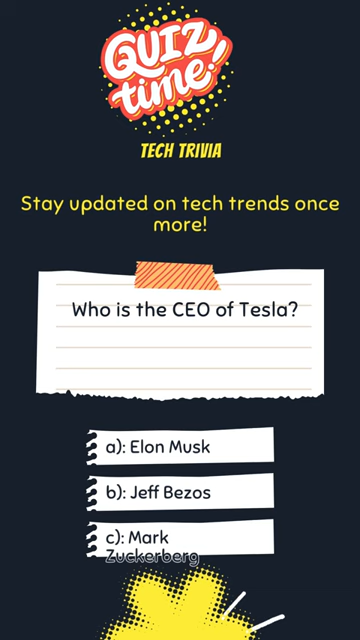 QUIZ
time!
TECH TRIVIA
Stay updated on tech trends once
more!
Who is the CEO of Tesla?
a): Elon Musk
b): Jeff Bezos
c): Mark
Zuckerberg